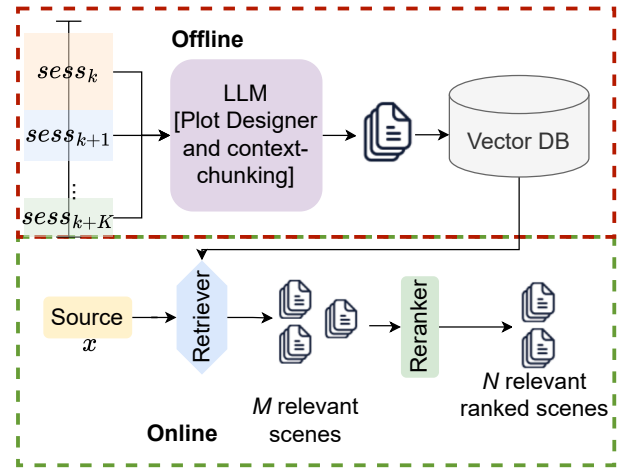 Offline
sess_k
sess_{k+1}
⋮
sess_{k+K}
LLM
[Plot Designer
and context-
chunking]
Vector DB
Source
x
Retriever
M relevant
scenes
Reranker
N relevant
ranked scenes
Online